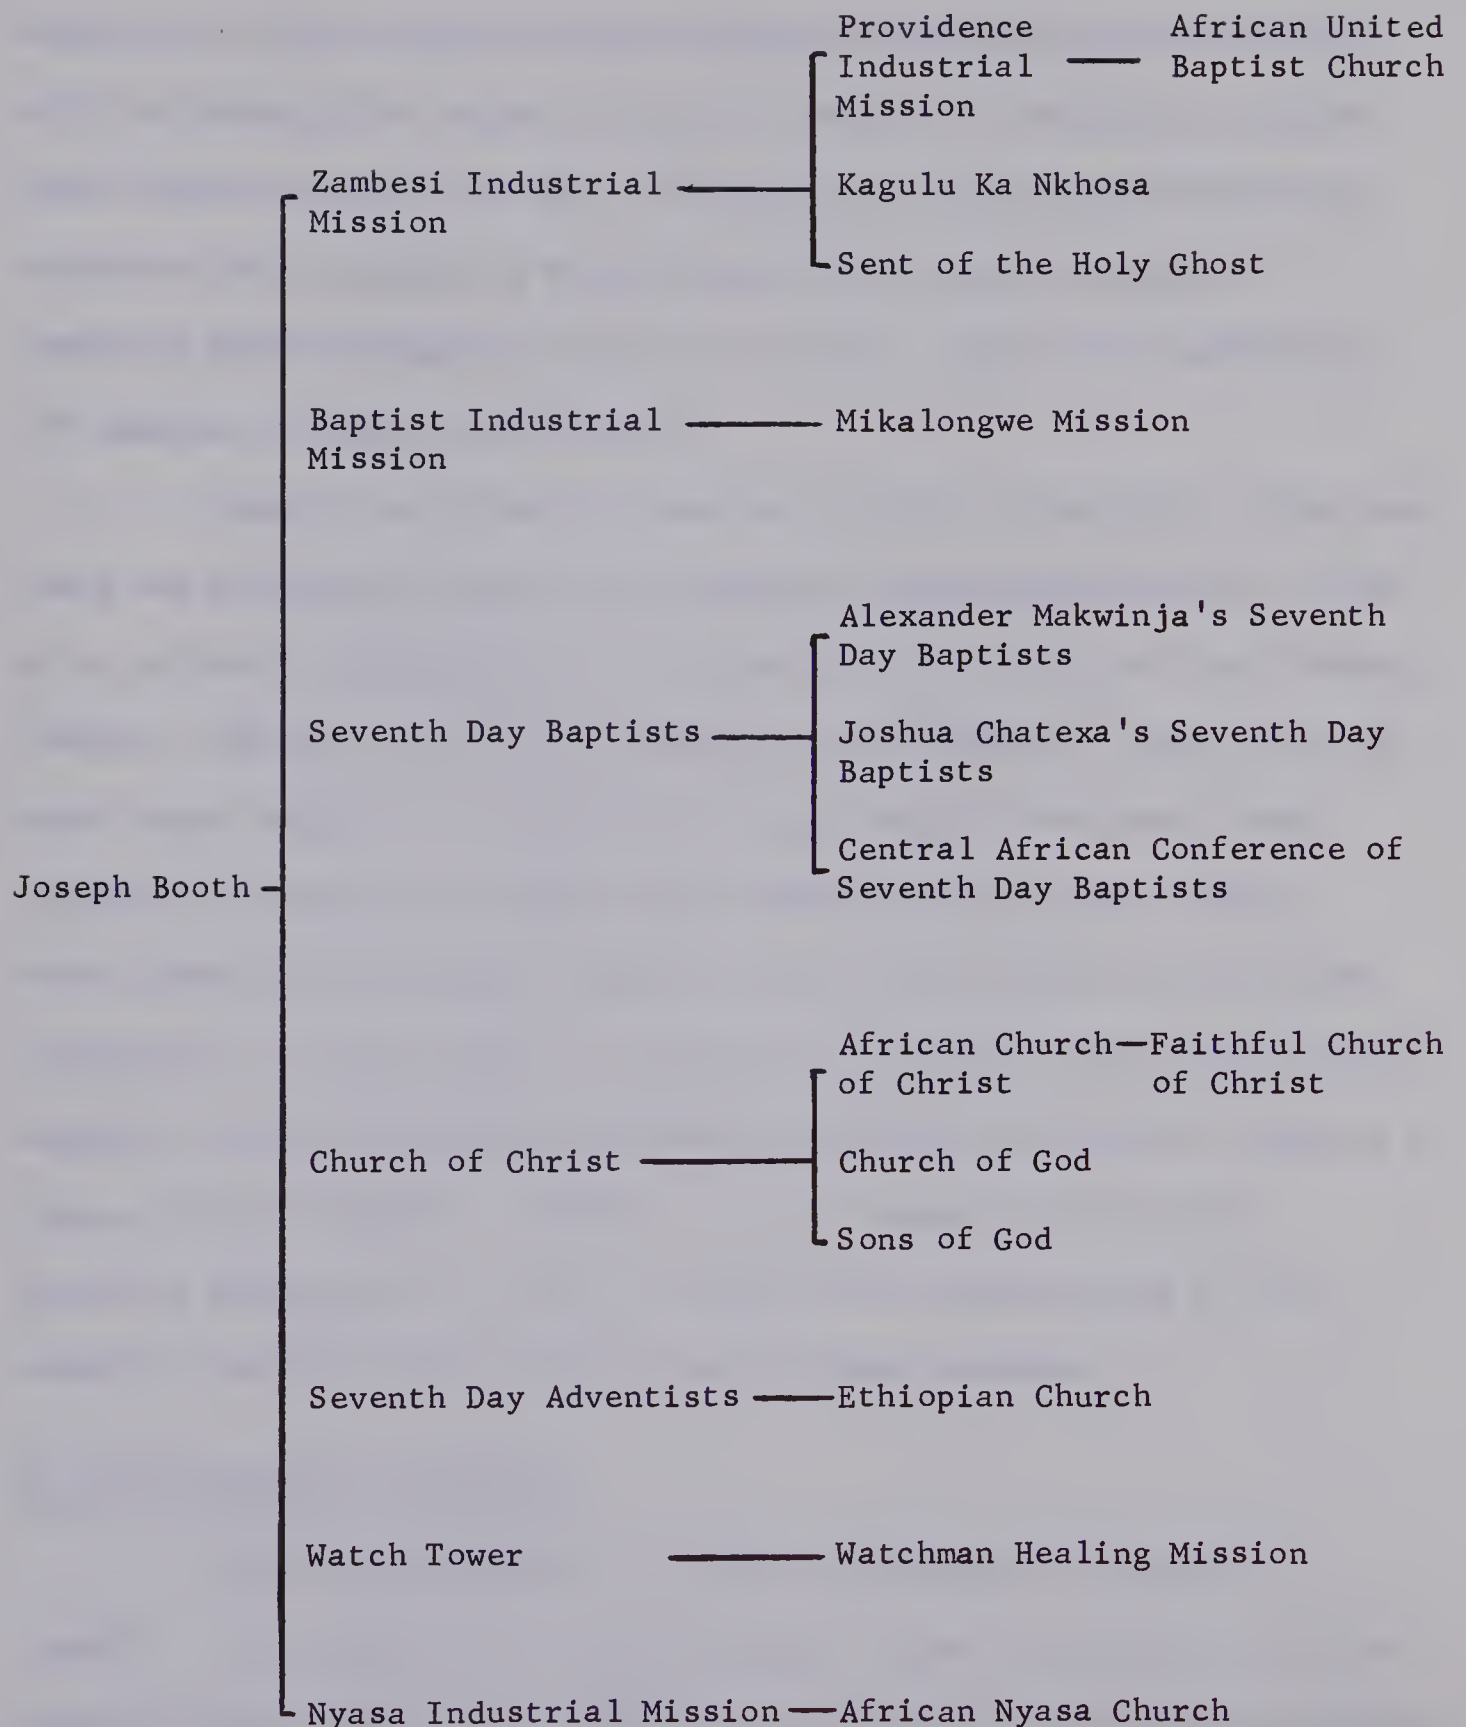 Providence African United
Industrial Baptist Church
Mission
Zambesi Industrial Kagulu Ka Nkhosa
Mission
Sent of the Holy Ghost
Baptist Industrial Mikalongwe Mission
Mission
Alexander Makwinja's Seventh
Day Baptists
Seventh Day Baptists Joshua Chatexa's Seventh Day
Baptists
Central African Conference of
Joseph Booth Seventh Day Baptists
African Church Faithful Church
of Christ of Christ
Church of Christ Church of God
Sons of God
Seventh Day Adventists Ethiopian Church
Watch Tower Watchman Healing Mission
Nyasa Industrial Mission African Nyasa Church